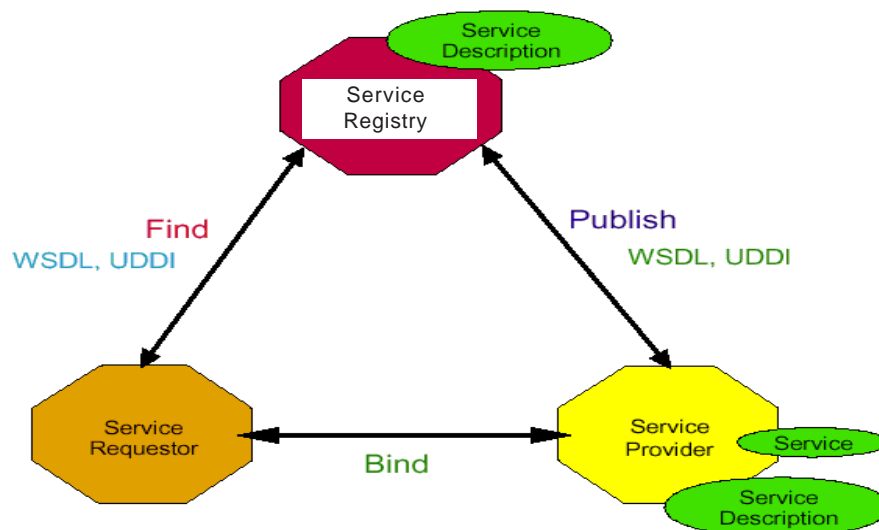 Service
Description
Service
Registry
Find
WSDL, UDDI
Publish
WSDL, UDDI
Service
Requestor
Bind
Service
Provider
Service
Service
Description